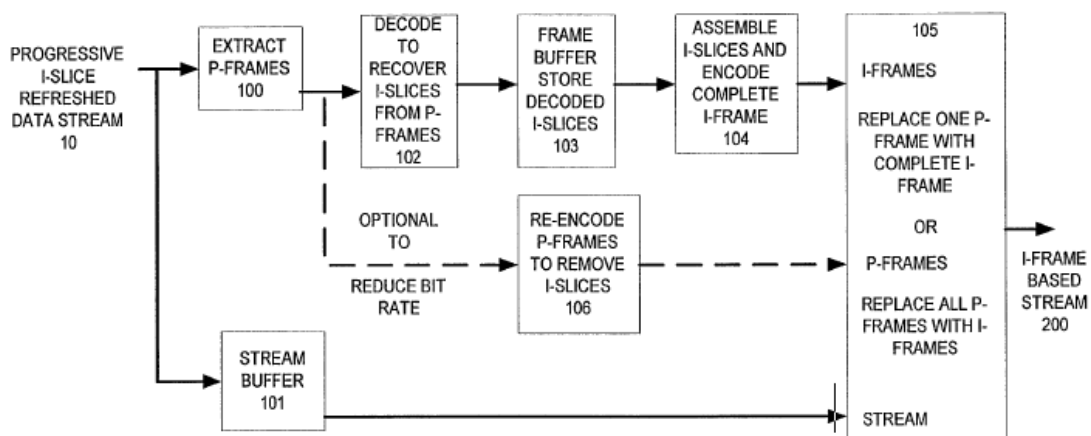 PROGRESSIVE
I-SLICE
REFRESHED
DATA STREAM
10
EXTRACT
P-FRAMES
100
DECODE
TO
RECOVER
I-SLICES
FROM P-
FRAMES
102
FRAME
BUFFER
STORE
DECODED
I-SLICES
103
ASSEMBLE
I-SLICES AND
ENCODE
COMPLETE
I-FRAME
104
105
I-FRAMES
REPLACE ONE P-
FRAME WITH
COMPLETE I-
FRAME
OR
P-FRAMES
REPLACE ALL P-
FRAMES WITH I-
FRAMES
STREAM
OPTIONAL
TO
REDUCE BIT
RATE
RE-ENCODE
P-FRAMES
TO REMOVE
I-SLICES
106
I-FRAME
BASED
STREAM 200
STREAM
BUFFER
101